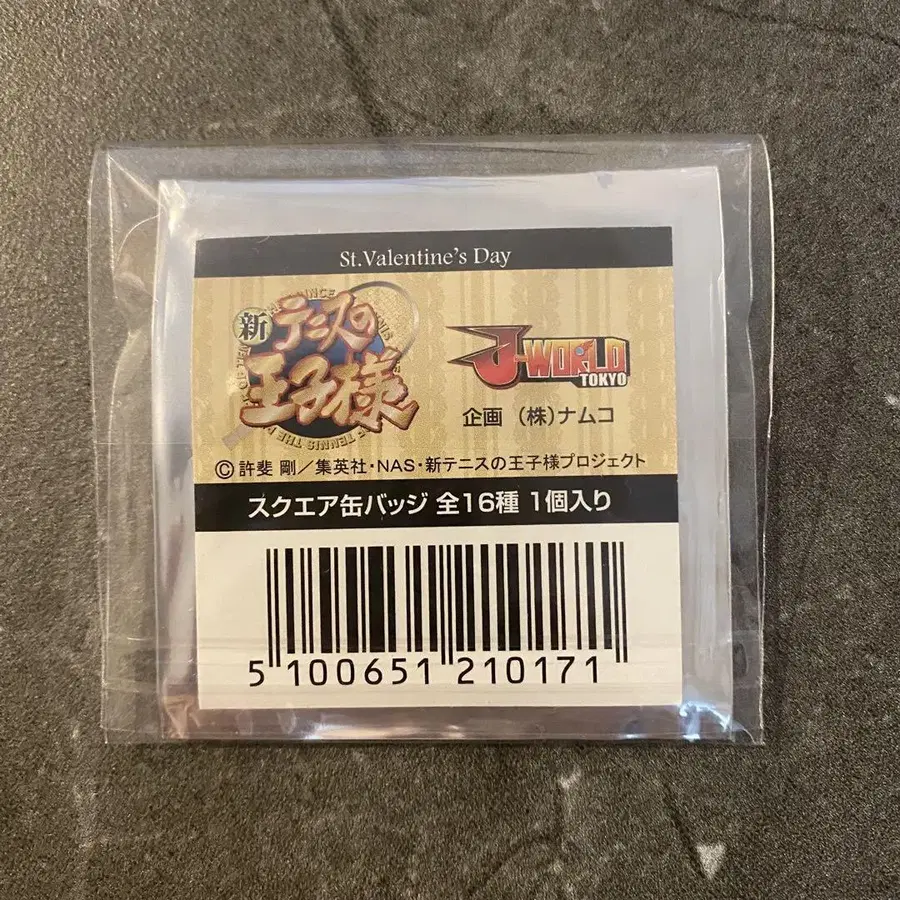 St.Valentine's Day
新テニスの
王子様
J-WORLD
TOKYO
企画 (株)ナムコ
©許斐 剛／集英社・NAS・新テニスの王子様プロジェクト
スクエア缶バッジ 全16種 1個入り
5 100651 210171